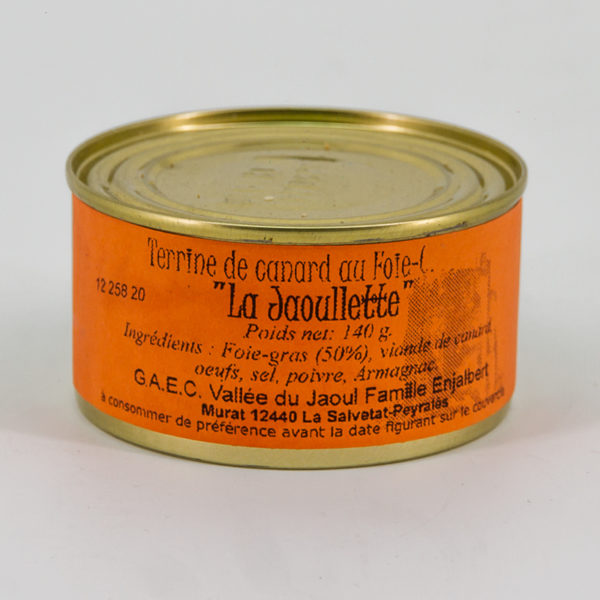 Terrine de canard au Foie-G
12 258 20
"La Jaoullette"
Poids net: 140 g.
Ingrédients : Foie-gras (50%), viande de canard,
oeufs, sel, poivre, Armagnac
G.A.E.C. Vallée du Jaoul Famille Enjalbert
Murat 12440 La Salvetat-Peyralès
à consommer de préférence avant la date figurant sur le couvercle